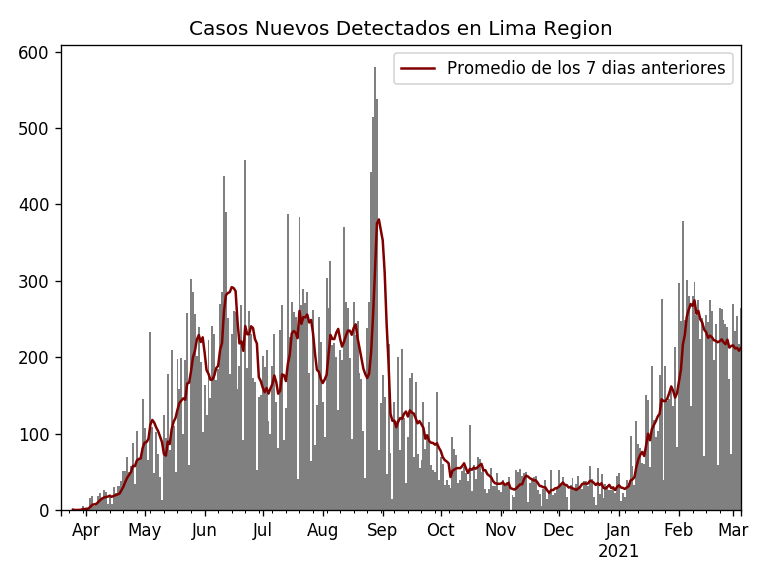 Casos Nuevos Detectados en Lima Region
Promedio de los 7 dias anteriores
600
500
400
300
200
100
0
Apr May Jun Jul Aug Sep Oct Nov Dec Jan Feb Mar
2021